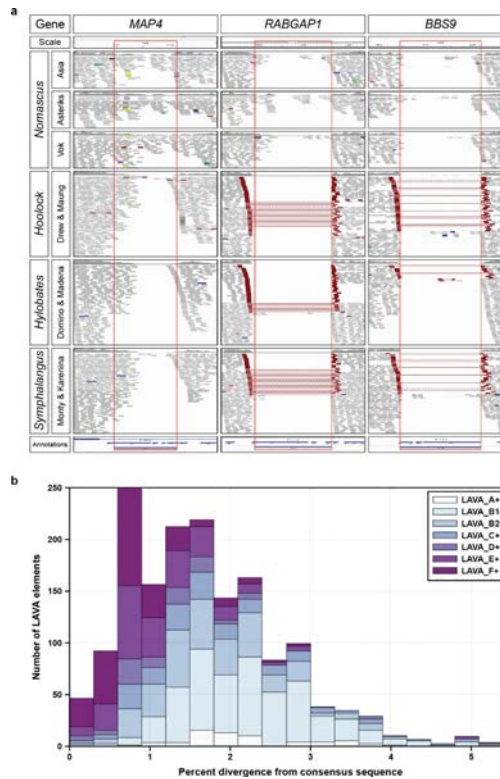 a
Gene MAP4 RABGAP1 BBS9
Scale
Nomascus
Asia
Asteriks
Vok
Hoolock
Drew & Maung
Hylobates
Domino & Madena
Symphalangus
Monty & Karenina
Annotations
b
250
200
150
100
50
0
Number of LAVA elements
LAVA_A+
LAVA_B1
LAVA_B2
LAVA_C+
LAVA_D+
LAVA_E+
LAVA_F+
0 1 2 3 4 5
Percent divergence from consensus sequence